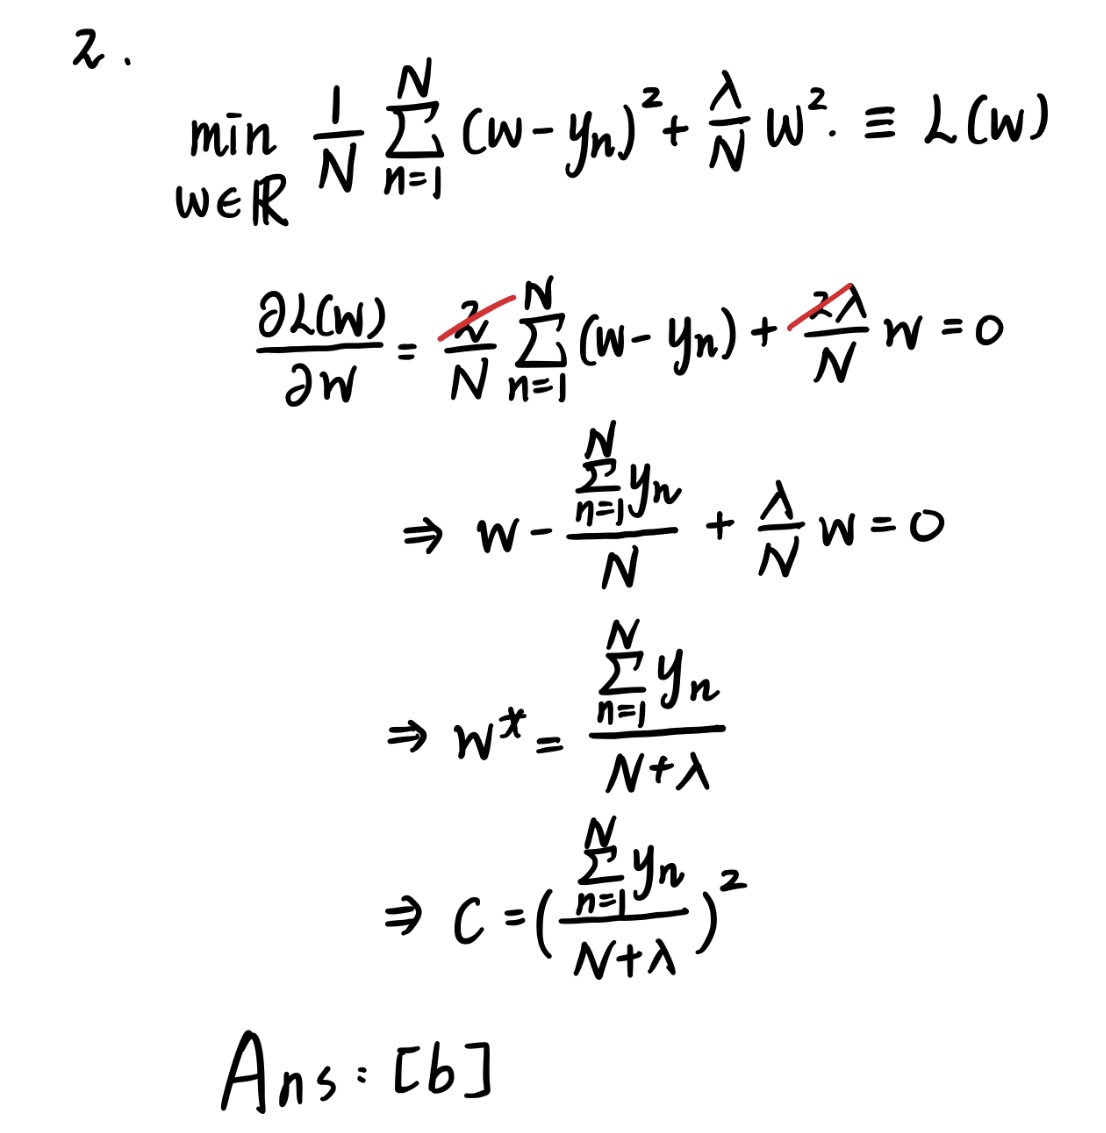 2.
$\min_{w \in \mathbb{R}} \frac{1}{N} \sum_{n=1}^{N} (w - y_n)^2 + \frac{\lambda}{N} w^2. \equiv L(w)$
$\frac{\partial L(w)}{\partial w} = \frac{\cancel{2}}{N} \sum_{n=1}^{N} (w - y_n) + \frac{\cancel{2}\lambda}{N} w = 0$
$\Rightarrow w - \frac{\sum_{n=1}^{N} y_n}{N} + \frac{\lambda}{N} w = 0$
$\Rightarrow w^* = \frac{\sum_{n=1}^{N} y_n}{N + \lambda}$
$\Rightarrow C = \left( \frac{\sum_{n=1}^{N} y_n}{N + \lambda} \right)^2$
Ans: [b]